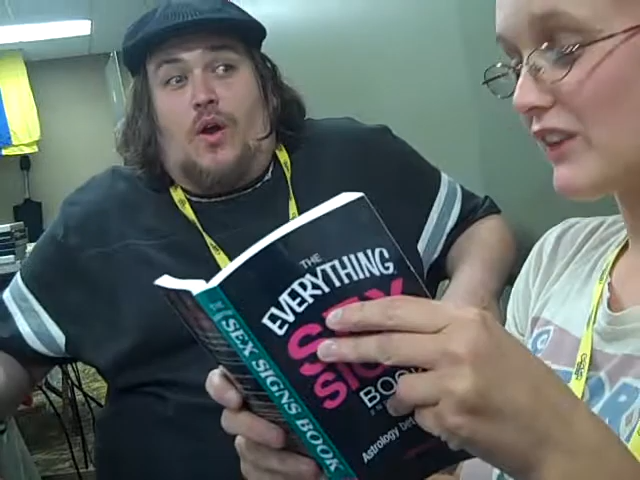 THE
EVERYTHING
SEX
SIGNS
BOOK
Astrology
SEX SIGNS BOOK